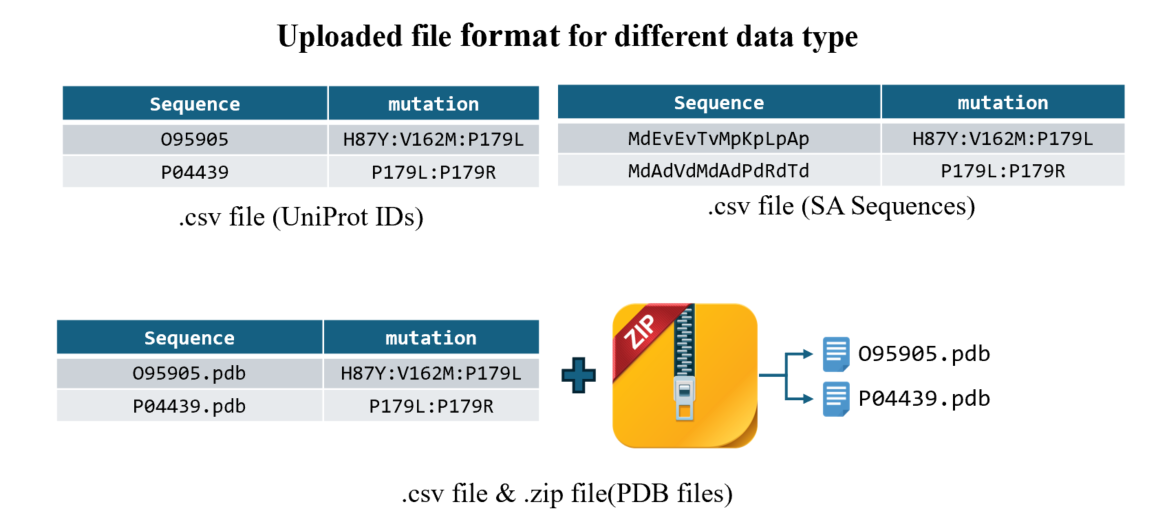 Uploaded file format for different data type
Sequence mutation
O95905 H87Y:V162M:P179L
P04439 P179L:P179R
.csv file (UniProt IDs)
Sequence mutation
MdEvEvTvMpKpLpAp H87Y:V162M:P179L
MdAdVdMdAdPdRdTd P179L:P179R
.csv file (SA Sequences)
Sequence mutation
O95905.pdb H87Y:V162M:P179L
P04439.pdb P179L:P179R
ZIP
O95905.pdb
P04439.pdb
.csv file & .zip file(PDB files)